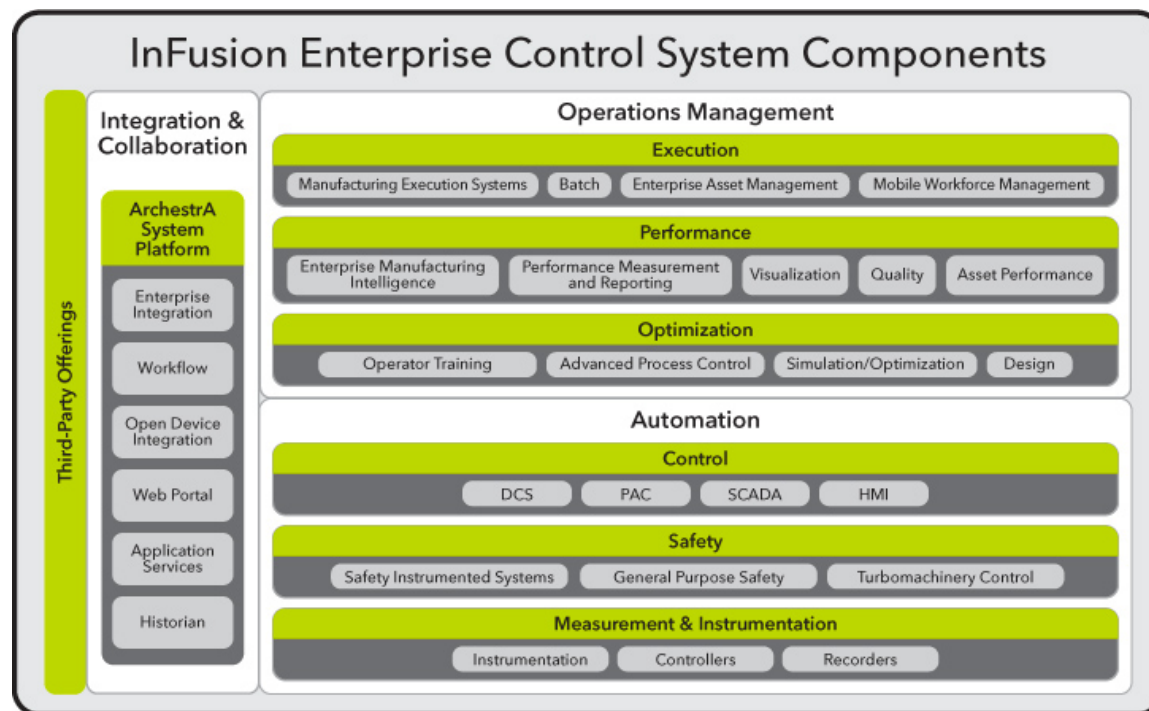 InFusion Enterprise Control System Components
Third-Party Offerings
Integration &
Collaboration
ArchestrA
System
Platform
Enterprise
Integration
Workflow
Open Device
Integration
Web Portal
Application
Services
Historian
Operations Management
Execution
Manufacturing Execution Systems
Batch
Enterprise Asset Management
Mobile Workforce Management
Performance
Enterprise Manufacturing
Intelligence
Performance Measurement
and Reporting
Visualization
Quality
Asset Performance
Optimization
Operator Training
Advanced Process Control
Simulation/Optimization
Design
Automation
Control
DCS
PAC
SCADA
HMI
Safety
Safety Instrumented Systems
General Purpose Safety
Turbomachinery Control
Measurement & Instrumentation
Instrumentation
Controllers
Recorders